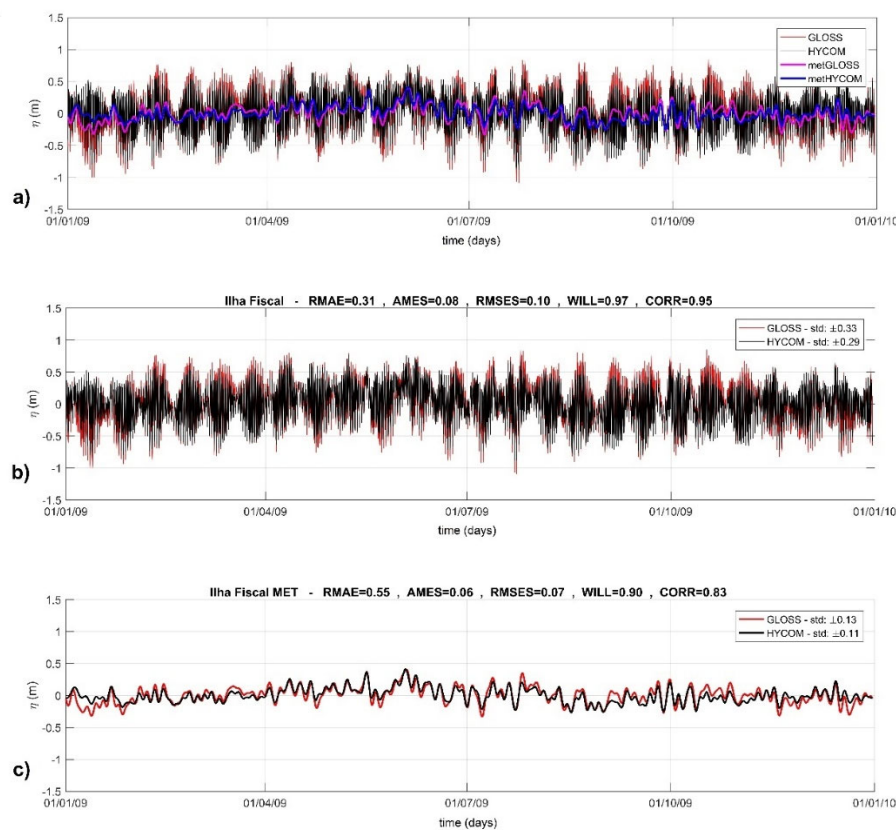 1.5
1
0.5
0
-0.5
-1
-1.5
η (m)
GLOSS
HYCOM
metGLOSS
metHYCOM
01/01/09 01/04/09 01/07/09 01/10/09 01/01/10
time (days)
a)
Ilha Fiscal - RMAE=0.31 , AMES=0.08 , RMSES=0.10 , WILL=0.97 , CORR=0.95
1.5
1
0.5
0
-0.5
-1
-1.5
η (m)
GLOSS - std: ±0.33
HYCOM - std: ±0.29
01/01/09 01/04/09 01/07/09 01/10/09 01/01/10
time (days)
b)
Ilha Fiscal MET - RMAE=0.55 , AMES=0.06 , RMSES=0.07 , WILL=0.90 , CORR=0.83
1.5
1
0.5
0
-0.5
-1
-1.5
η (m)
GLOSS - std: ±0.13
HYCOM - std: ±0.11
01/01/09 01/04/09 01/07/09 01/10/09 01/01/10
time (days)
c)